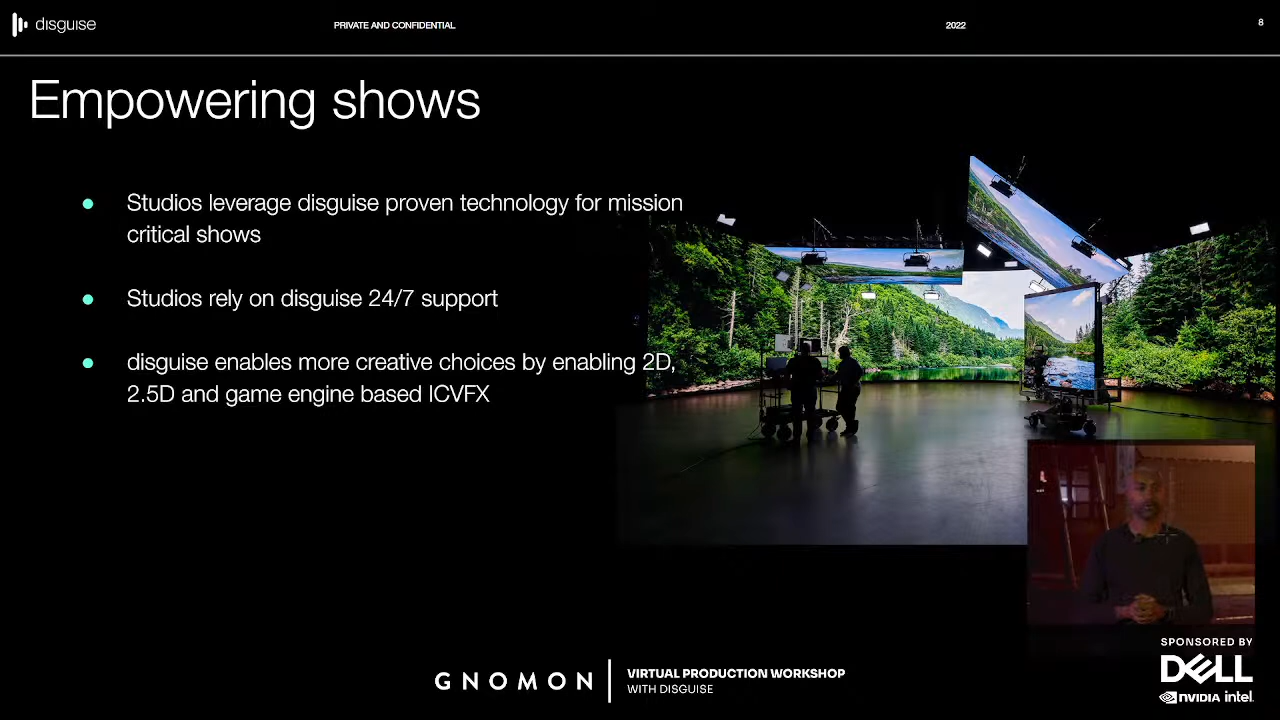 disguise
PRIVATE AND CONFIDENTIAL
2022
8
Empowering shows
Studios leverage disguise proven technology for mission
critical shows
Studios rely on disguise 24/7 support
disguise enables more creative choices by enabling 2D,
2.5D and game engine based ICVFX
GNOMON
VIRTUAL PRODUCTION WORKSHOP
WITH DISGUISE
SPONSORED BY
DELL
NVIDIA intel.